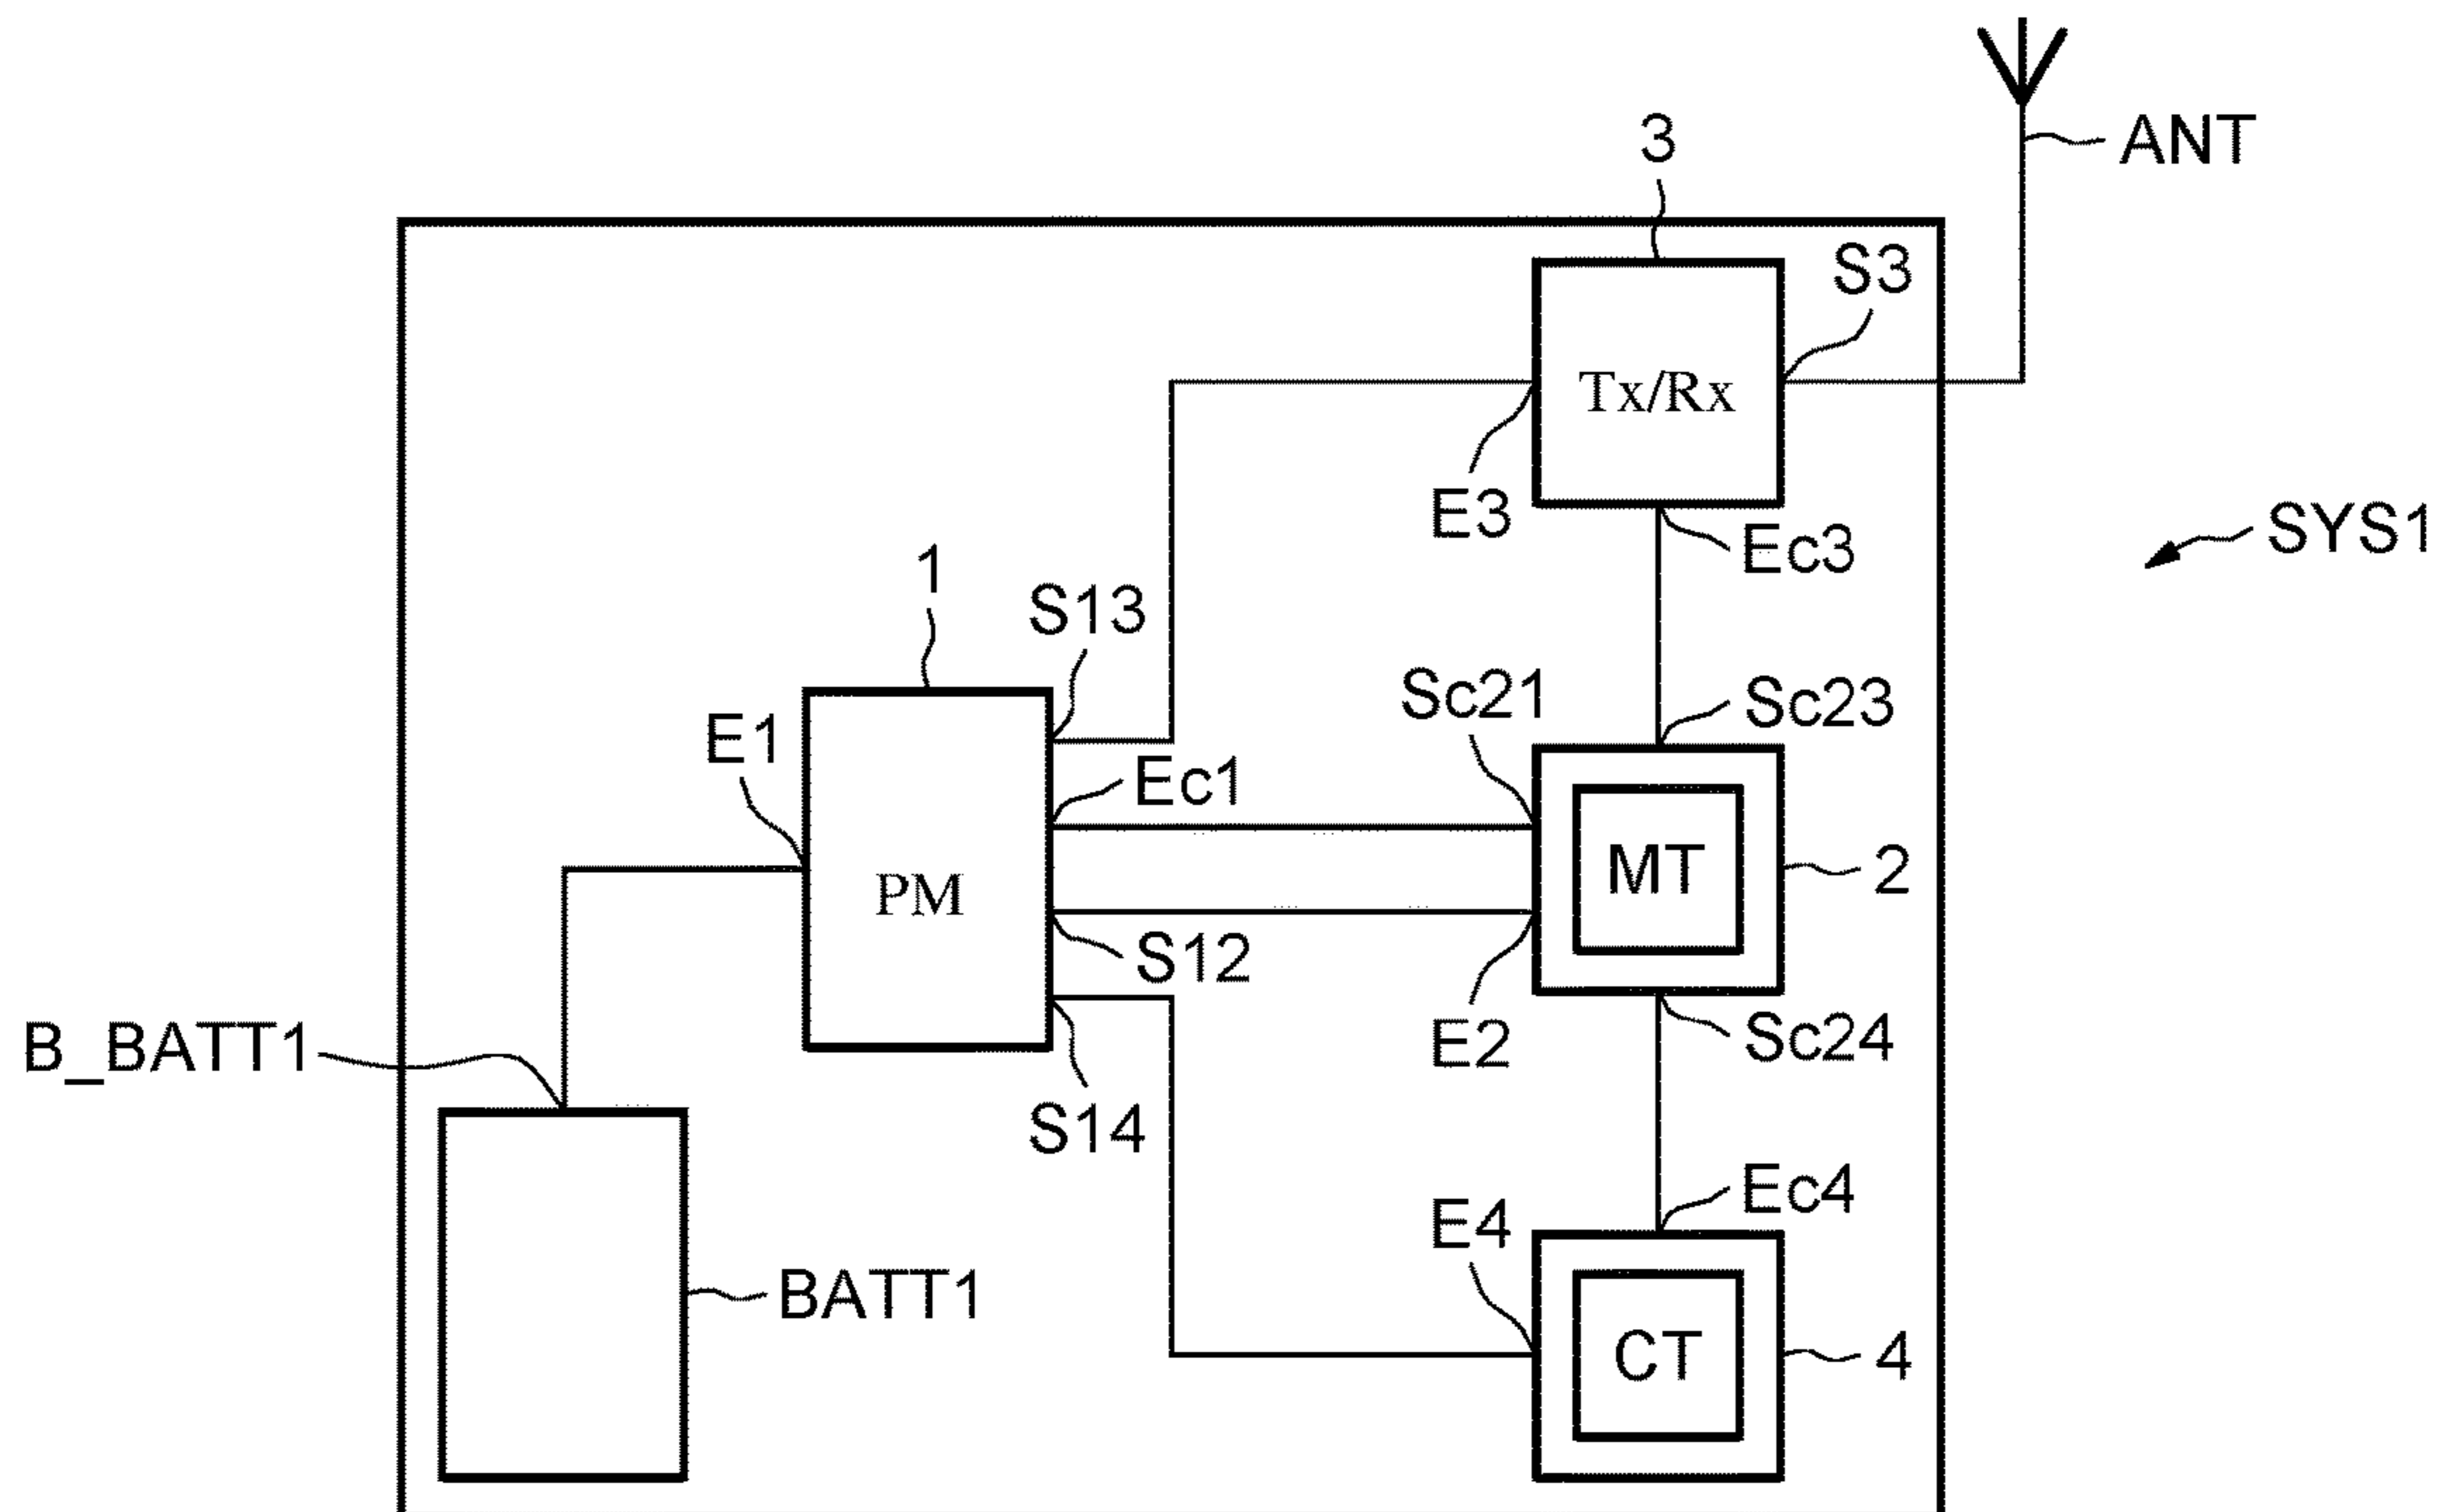 ANT
3
S3
Tx/Rx
E3
Ec3
SYS1
1
S13
Sc21
Sc23
E1
Ec1
MT
2
PM
S12
B_BATT1
E2
Sc24
S14
Ec4
E4
BATT1
CT
4